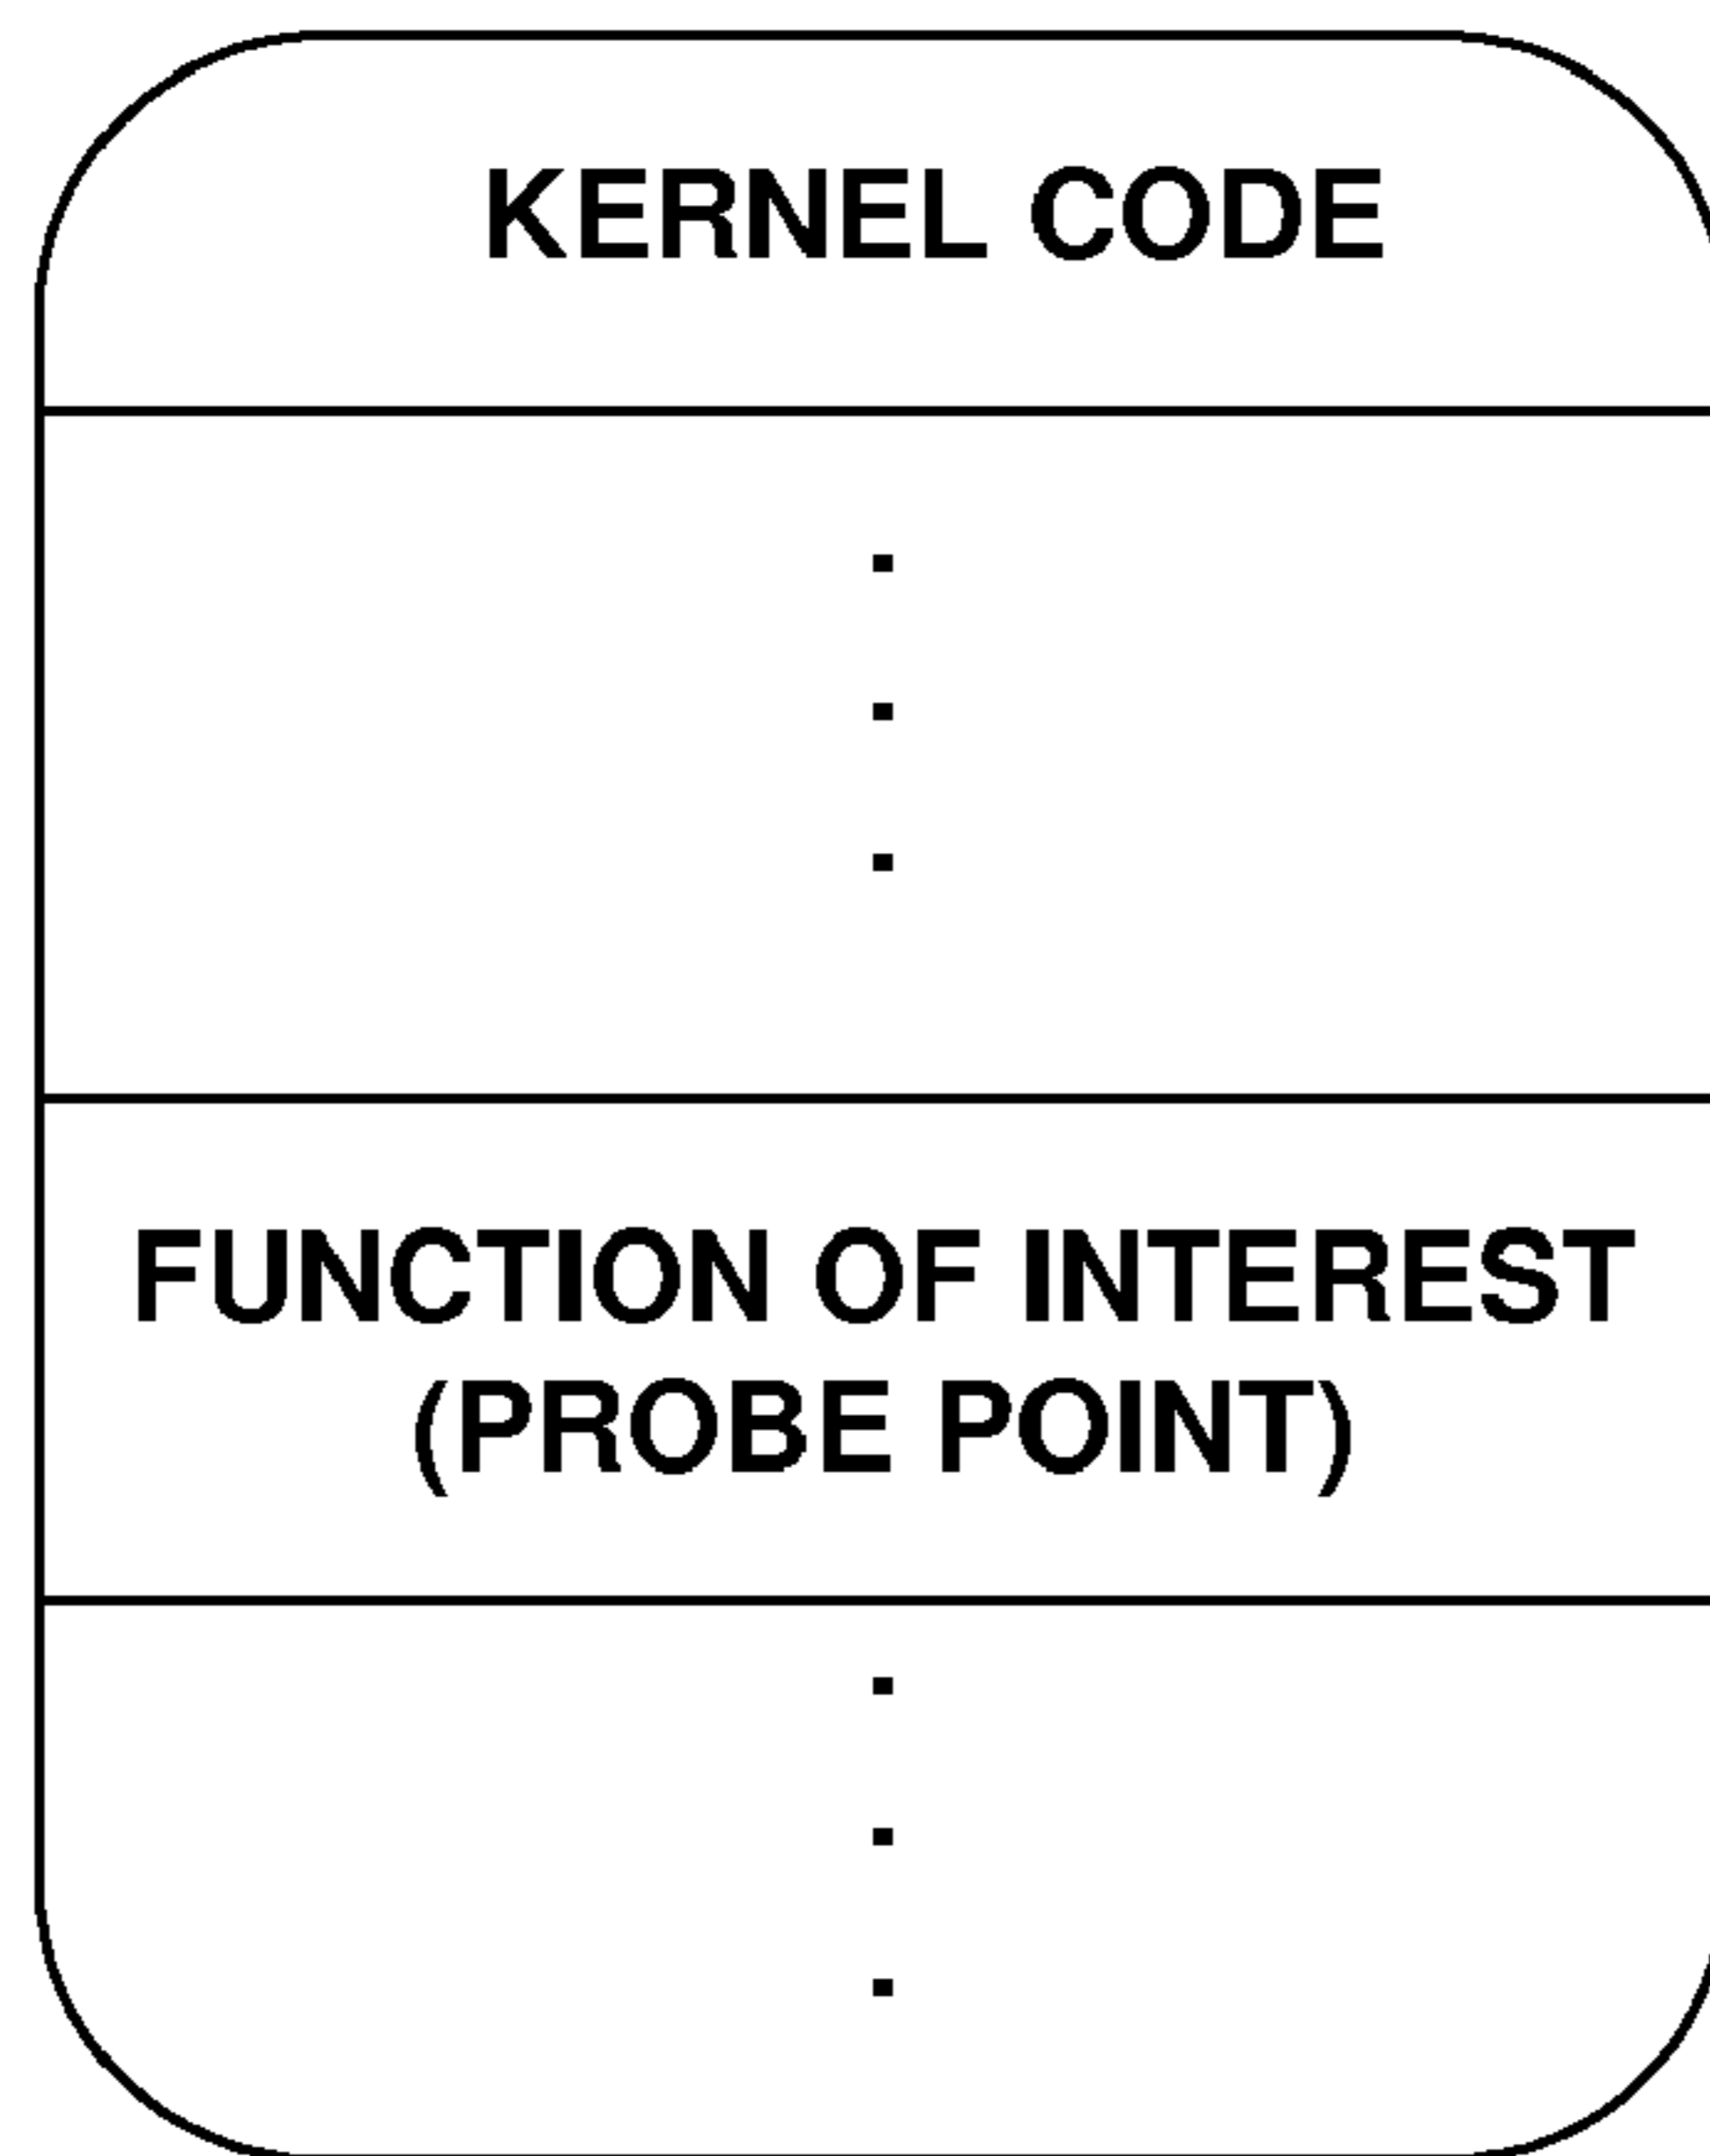 KERNEL CODE
.
.
.
FUNCTION OF INTEREST
(PROBE POINT)
.
.
.